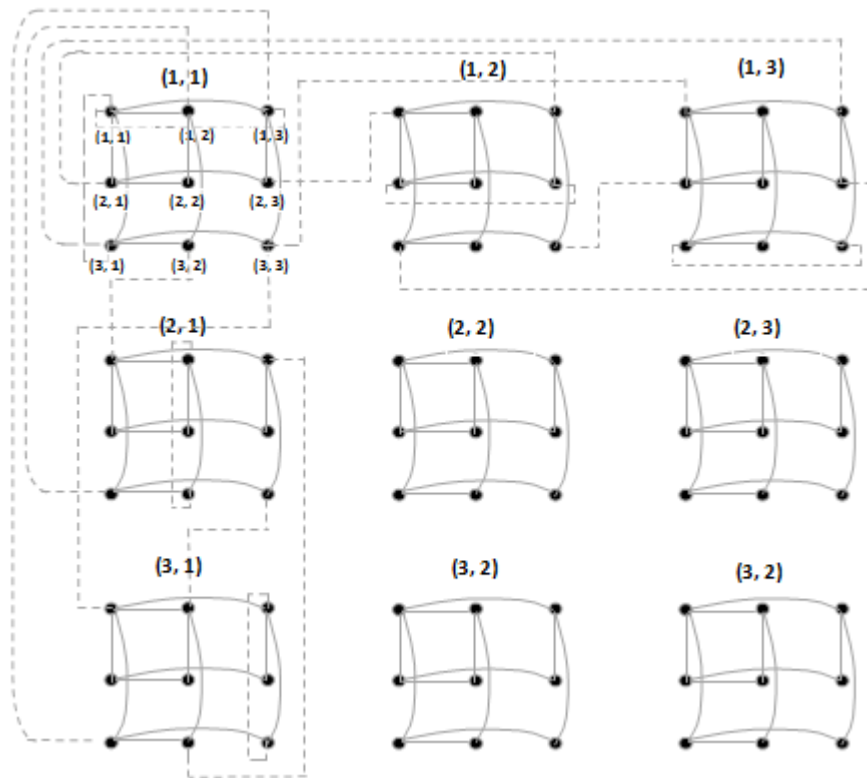 (1, 1) (1, 2) (1, 3)
(1, 1) (1, 2) (1, 3)
(2, 1) (2, 2) (2, 3)
(3, 1) (3, 2) (3, 3)
(2, 1) (2, 2) (2, 3)
(3, 1) (3, 2) (3, 2)